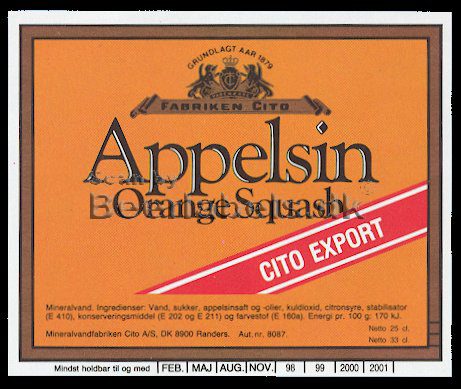 GRUNDLAGT AAR 1879
FABRIKEN CITO
Appelsin
Scan by
Orange Squash
CITO EXPORT
Mineralvand. Ingredienser: Vand, sukker, appelsinsaft og -olier, kuldioxid, citronsyre, stabilisator
(E 410), konserveringsmiddel (E 202 og E 211) og farvestof (E 160a). Energi pr. 100 g: 170 kJ.
Netto 25 cl.
Mineralvandfabriken Cito A/S, DK 8900 Randers. Aut. nr. 8087.
Netto 33 cl.
Mindst holdbar til og med FEB. MAJ AUG. NOV. 98 99 2000 2001